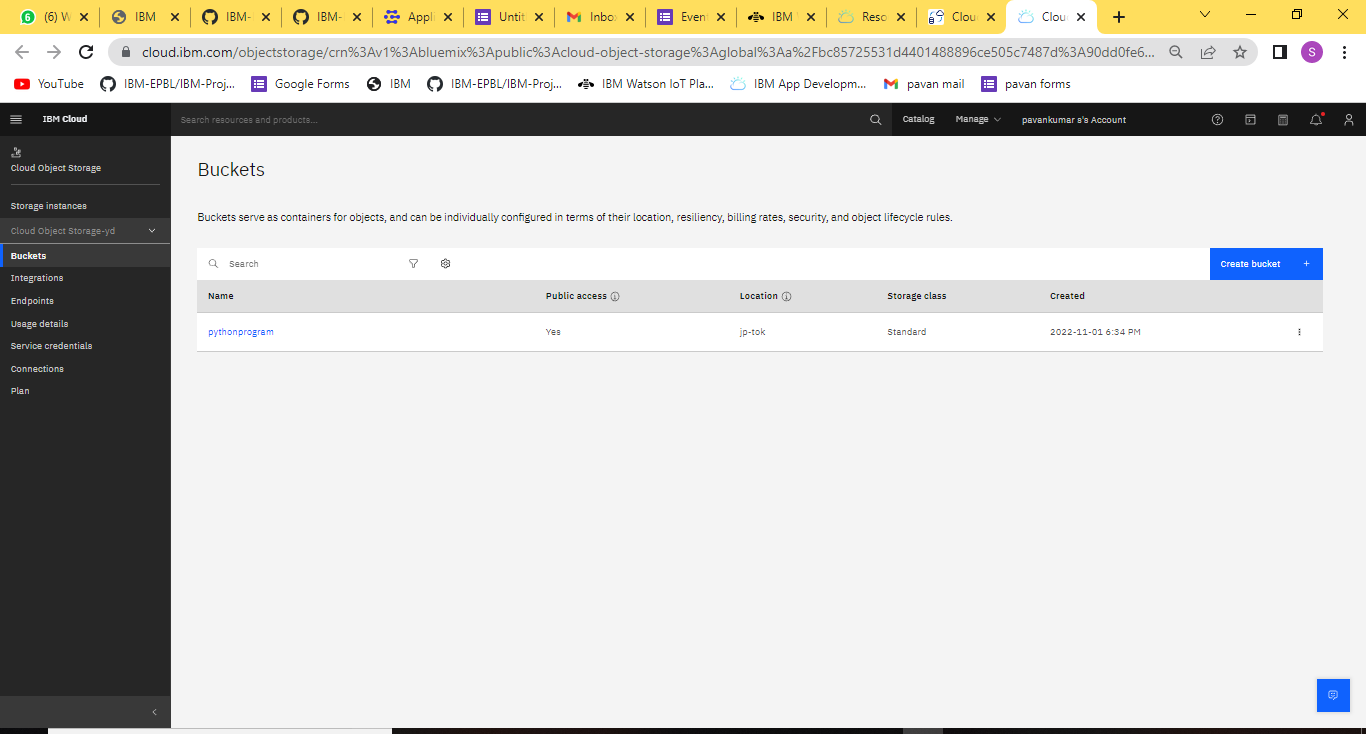 (6) W
IBM
IBM-
IBM-
Appli
Untit
Inbox
Event
IBM
Reso
Clou
Clou
cloud.ibm.com/objectstorage/crn%3Av1%3Abluemix%3Apublic%3Acloud-object-storage%3Aglobal%3Aa%2Fbc85725531d4401488896ce505c7487d%3A90dd0fe6...
S
YouTube
IBM-EPBL/IBM-Proj...
Google Forms
IBM
IBM-EPBL/IBM-Proj...
IBM Watson IoT Pla...
IBM App Developm...
pavan mail
pavan forms
IBM Cloud
Search resources and products...
Catalog
Manage
pavankumar s's Account
Cloud Object Storage
Storage instances
Cloud Object Storage-yd
Buckets
Integrations
Endpoints
Usage details
Service credentials
Connections
Plan
Buckets
Buckets serve as containers for objects, and can be individually configured in terms of their location, resiliency, billing rates, security, and object lifecycle rules.
Search
Create bucket +
Name Public access Location Storage class Created
pythonprogram Yes jp-tok Standard 2022-11-01 6:34 PM